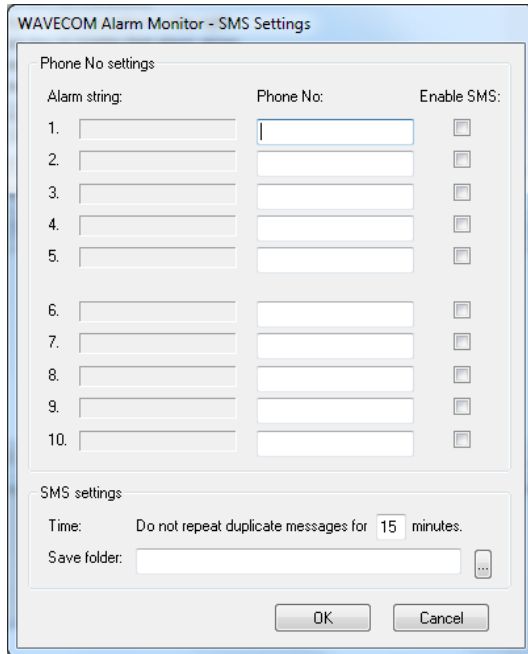 WAVECOM Alarm Monitor - SMS Settings
Phone No settings
Alarm string: Phone No: Enable SMS:
1.
2.
3.
4.
5.
6.
7.
8.
9.
10.
SMS settings
Time: Do not repeat duplicate messages for 15 minutes.
Save folder: ...
OK Cancel